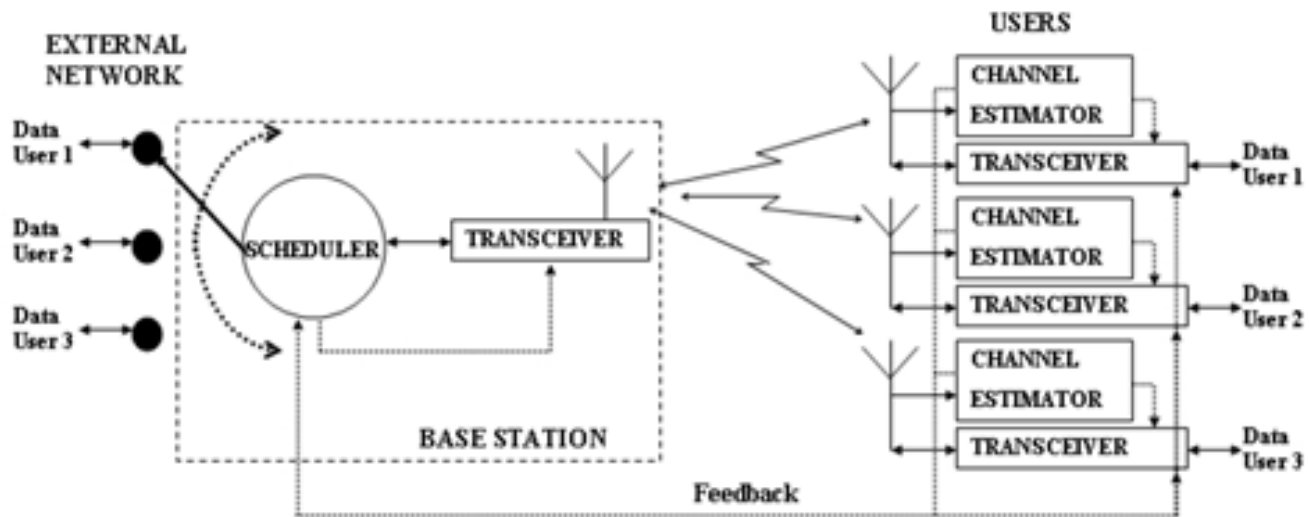 EXTERNAL
NETWORK
Data
User 1
Data
User 2
Data
User 3
SCHEDULER
TRANSCEIVER
BASE STATION
Feedback
USERS
CHANNEL
ESTIMATOR
TRANSCEIVER
Data
User 1
CHANNEL
ESTIMATOR
TRANSCEIVER
Data
User 2
CHANNEL
ESTIMATOR
TRANSCEIVER
Data
User 3